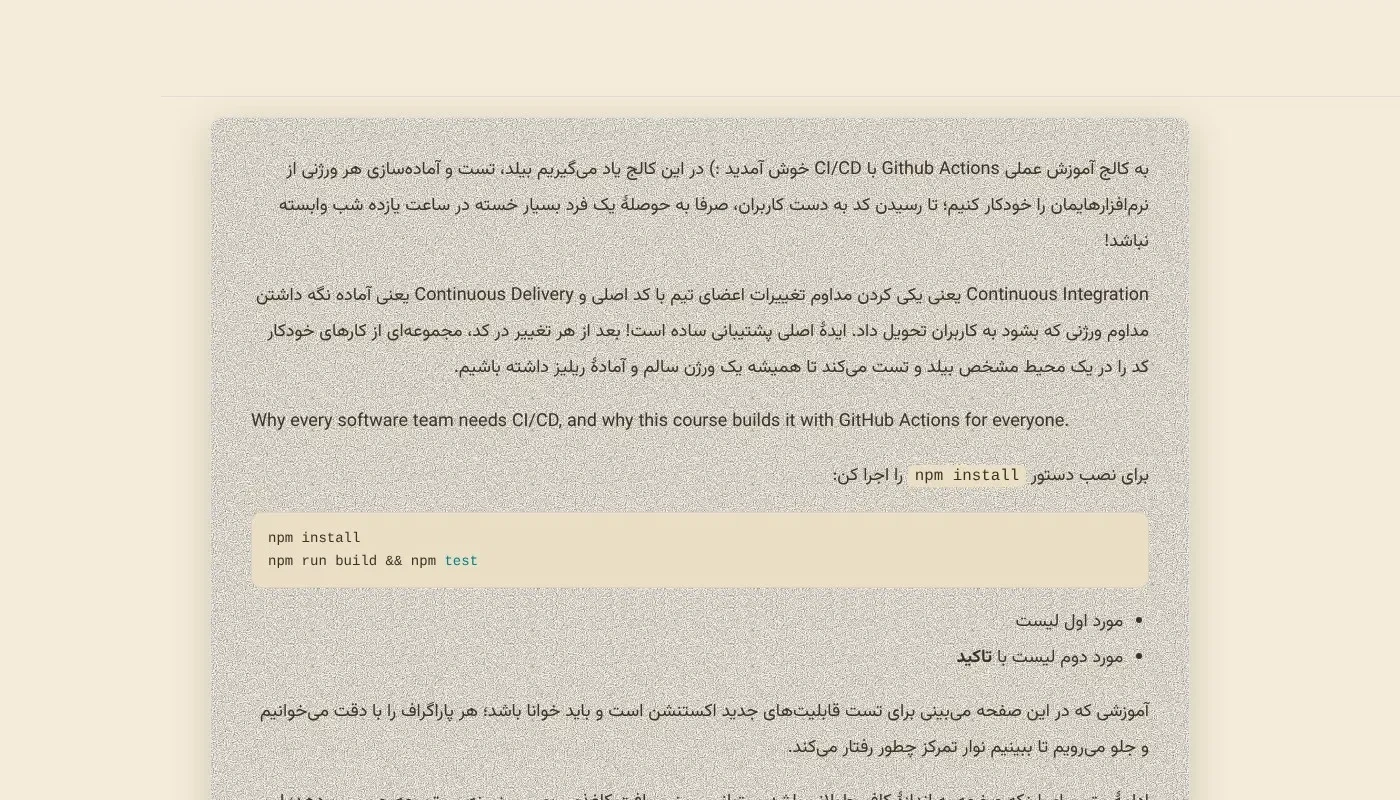 به کالج آموزش عملی CI/CD با Github Actions خوش آمدید :) در این کالج یاد می‌گیریم بیلد، تست و آماده‌سازی هر ورژنی از
نرم‌افزارهایمان را خودکار کنیم؛ تا رسیدن کد به دست کاربران، صرفا به حوصلهٔ یک فرد بسیار خسته در ساعت یازده شب وابسته
نباشد!
Continuous Integration یعنی یکی کردن مداوم تغییرات اعضای تیم با کد اصلی و Continuous Delivery یعنی آماده نگه داشتن
مداوم ورژنی که بشود به کاربران تحویل داد. ایدهٔ اصلی پشتیبانی ساده است! بعد از هر تغییر در کد، مجموعه‌ای از کارهای خودکار
کد را در یک محیط مشخص بیلد و تست می‌کند تا همیشه یک ورژن سالم و آمادهٔ ریلیز داشته باشیم.
Why every software team needs CI/CD, and why this course builds it with GitHub Actions for everyone.
برای نصب دستور npm install را اجرا کن:
npm install
npm run build && npm test
مورد اول لیست
مورد دوم لیست با تاکید
آموزشی که در این صفحه می‌بینی برای تست قابلیت‌های جدید اکستنشن است و باید خوانا باشد؛ هر پاراگراف را با دقت می‌خوانیم
و جلو می‌رویم تا ببینیم نوار تمرکز چطور رفتار می‌کند.